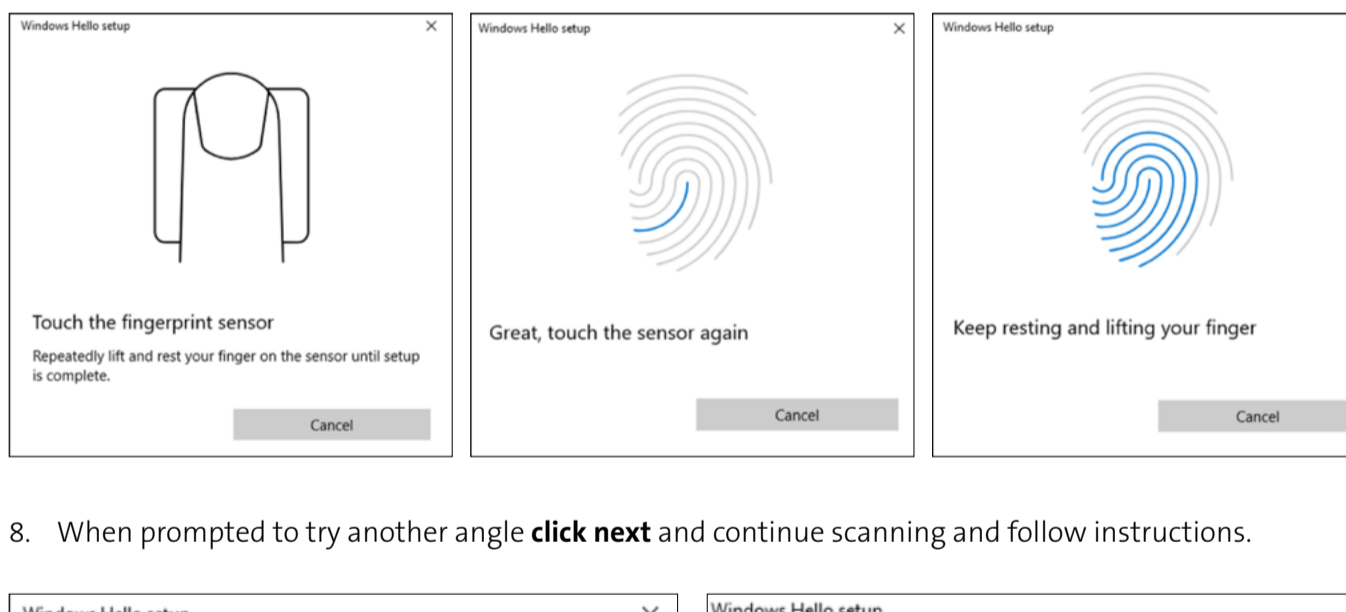 Windows Hello setup
Touch the fingerprint sensor
Repeatedly lift and rest your finger on the sensor until setup
is complete.
Cancel
Windows Hello setup
Great, touch the sensor again
Cancel
Windows Hello setup
Keep resting and lifting your finger
Cancel
8. When prompted to try another angle click next and continue scanning and follow instructions.
Windows Hello setup
Windows Hello setup